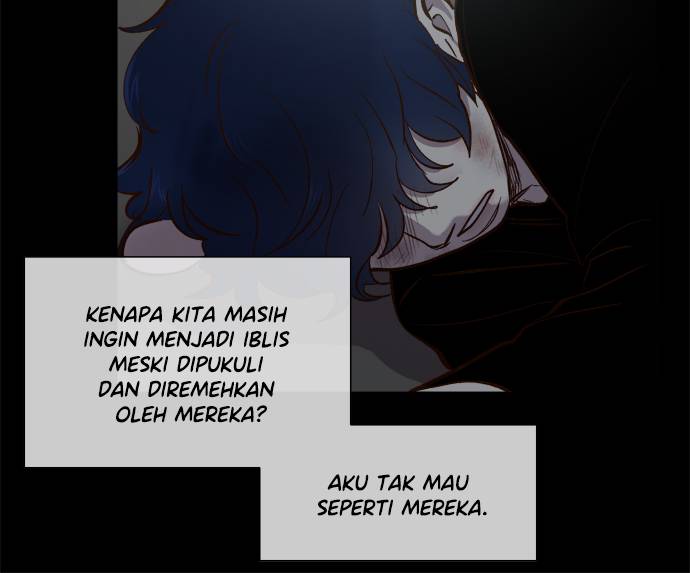 KENAPA KITA MASIH
INGIN MENJADI IBLIS
MESKI DIPUKULI
DAN DIREMEHKAN
OLEH MEREKA?
AKU TAK MAU
SEPERTI MEREKA.